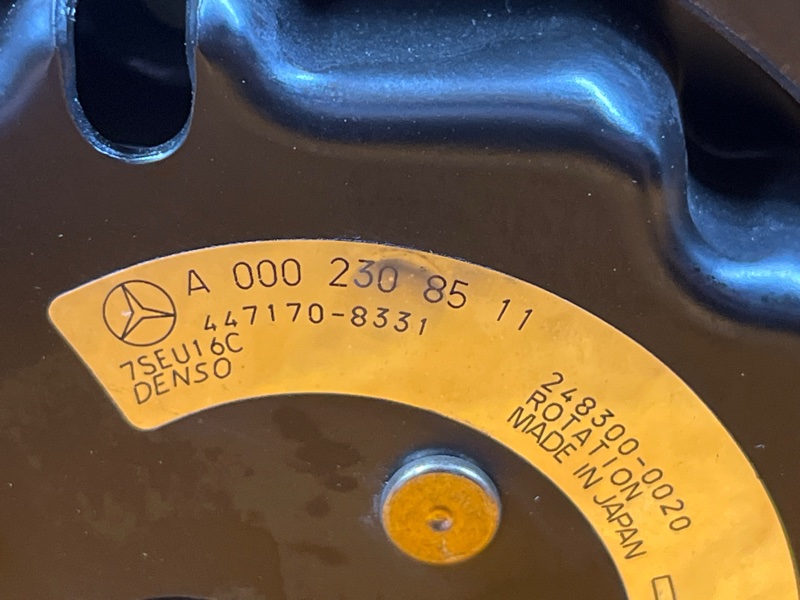 A 000 230 85 11
447170-8331
7SEU16C
DENSO
248300-0020
ROTATION
MADE IN JAPAN